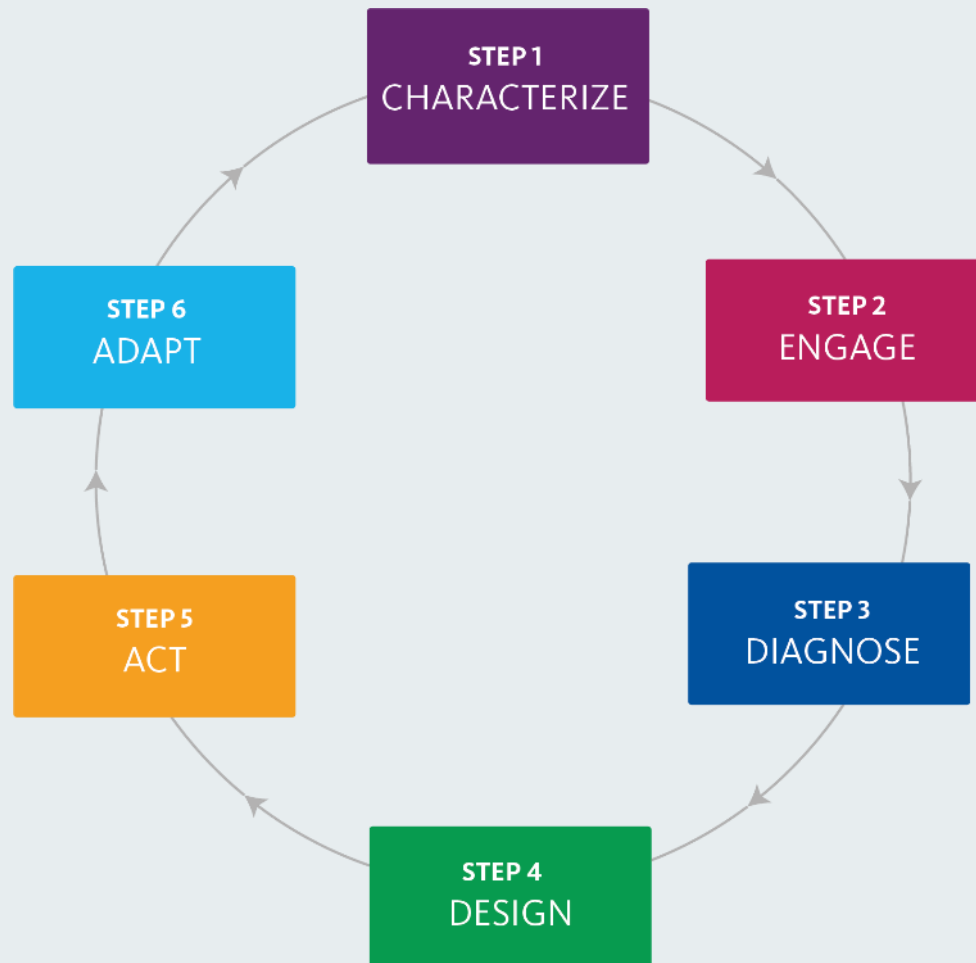 STEP 1
CHARACTERIZE
STEP 2
ENGAGE
STEP 3
DIAGNOSE
STEP 4
DESIGN
STEP 5
ACT
STEP 6
ADAPT